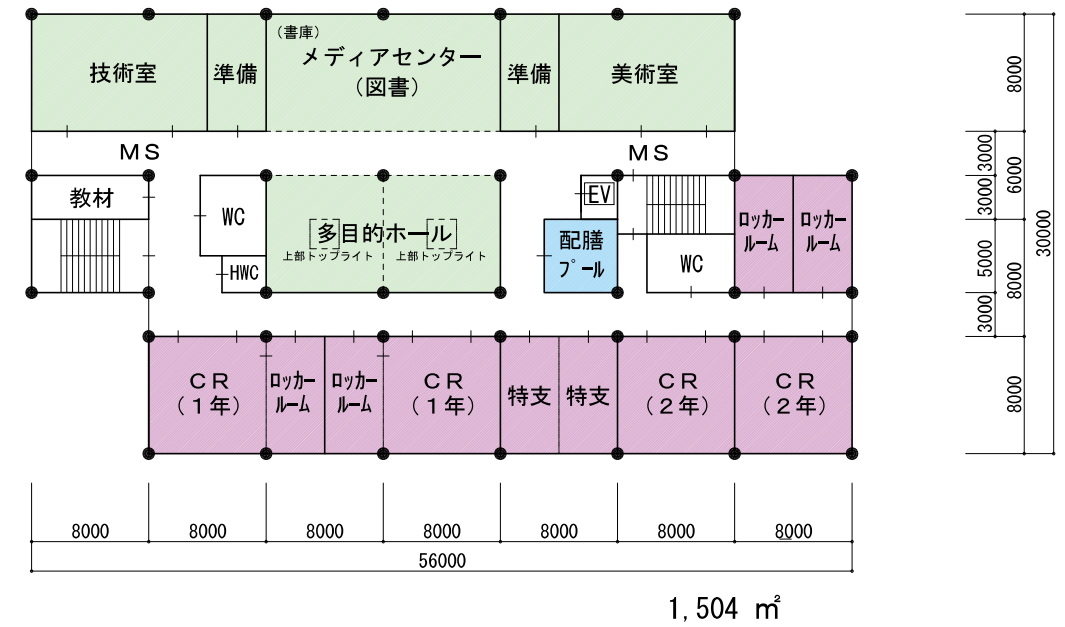 (書庫)
技術室
準備
メディアセンター
(図書)
準備
美術室
8000
MS
MS
3000
教材
WC
EV
3000
6000
ロッカー
ルーム
ロッカー
ルーム
多目的ホール
上部トップライト
上部トップライト
配膳
プール
HWC
WC
5000
8000
30000
3000
CR
(1年)
ロッカー
ルーム
ロッカー
ルーム
CR
(1年)
特支
特支
CR
(2年)
CR
(2年)
8000
8000
8000
8000
8000
8000
8000
8000
56000
1,504 ㎡